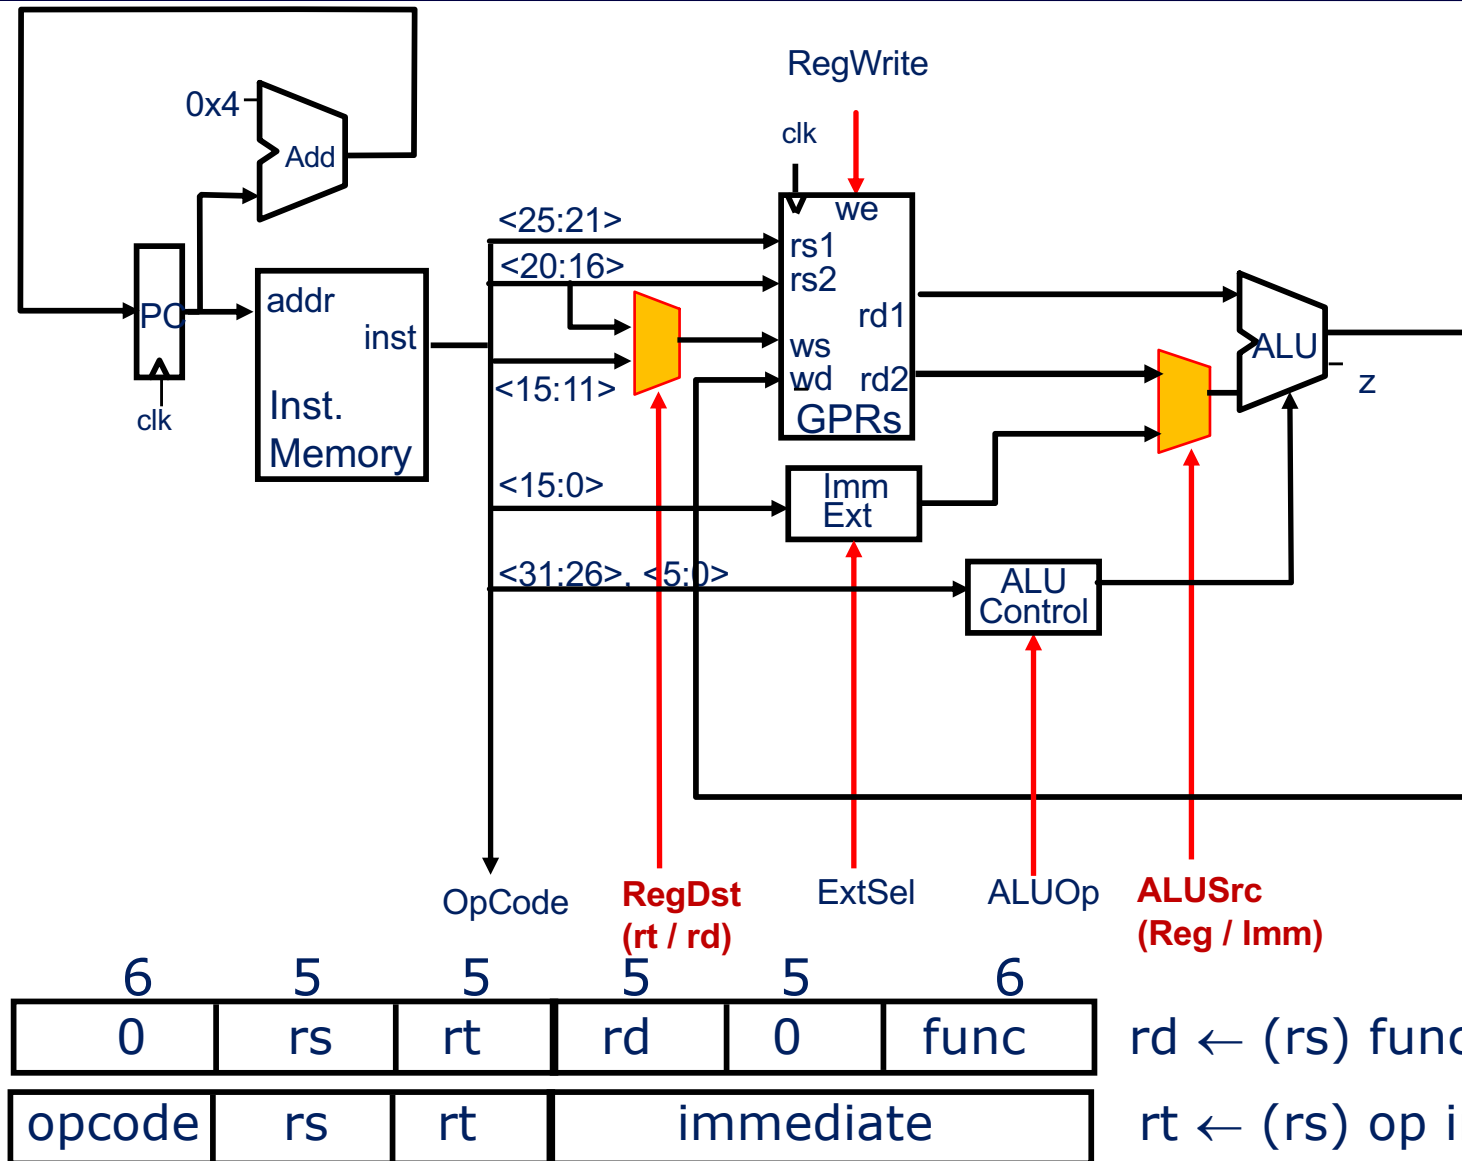 RegWrite
0x4
Add
clk
we
<25:21>
rs1
<20:16>
rs2
PC
addr
inst
rd1
ws
ALU
<15:11>
wd
rd2
z
clk
Inst.
Memory
GPRs
<15:0>
Imm
Ext
<31:26>, <5:0>
ALU
Control
OpCode
RegDst
(rt / rd)
ExtSel
ALUOp
ALUSrc
(Reg / Imm)
6 5 5 5 5 6
0 rs rt rd 0 func rd ← (rs) func
opcode rs rt immediate rt ← (rs) op i